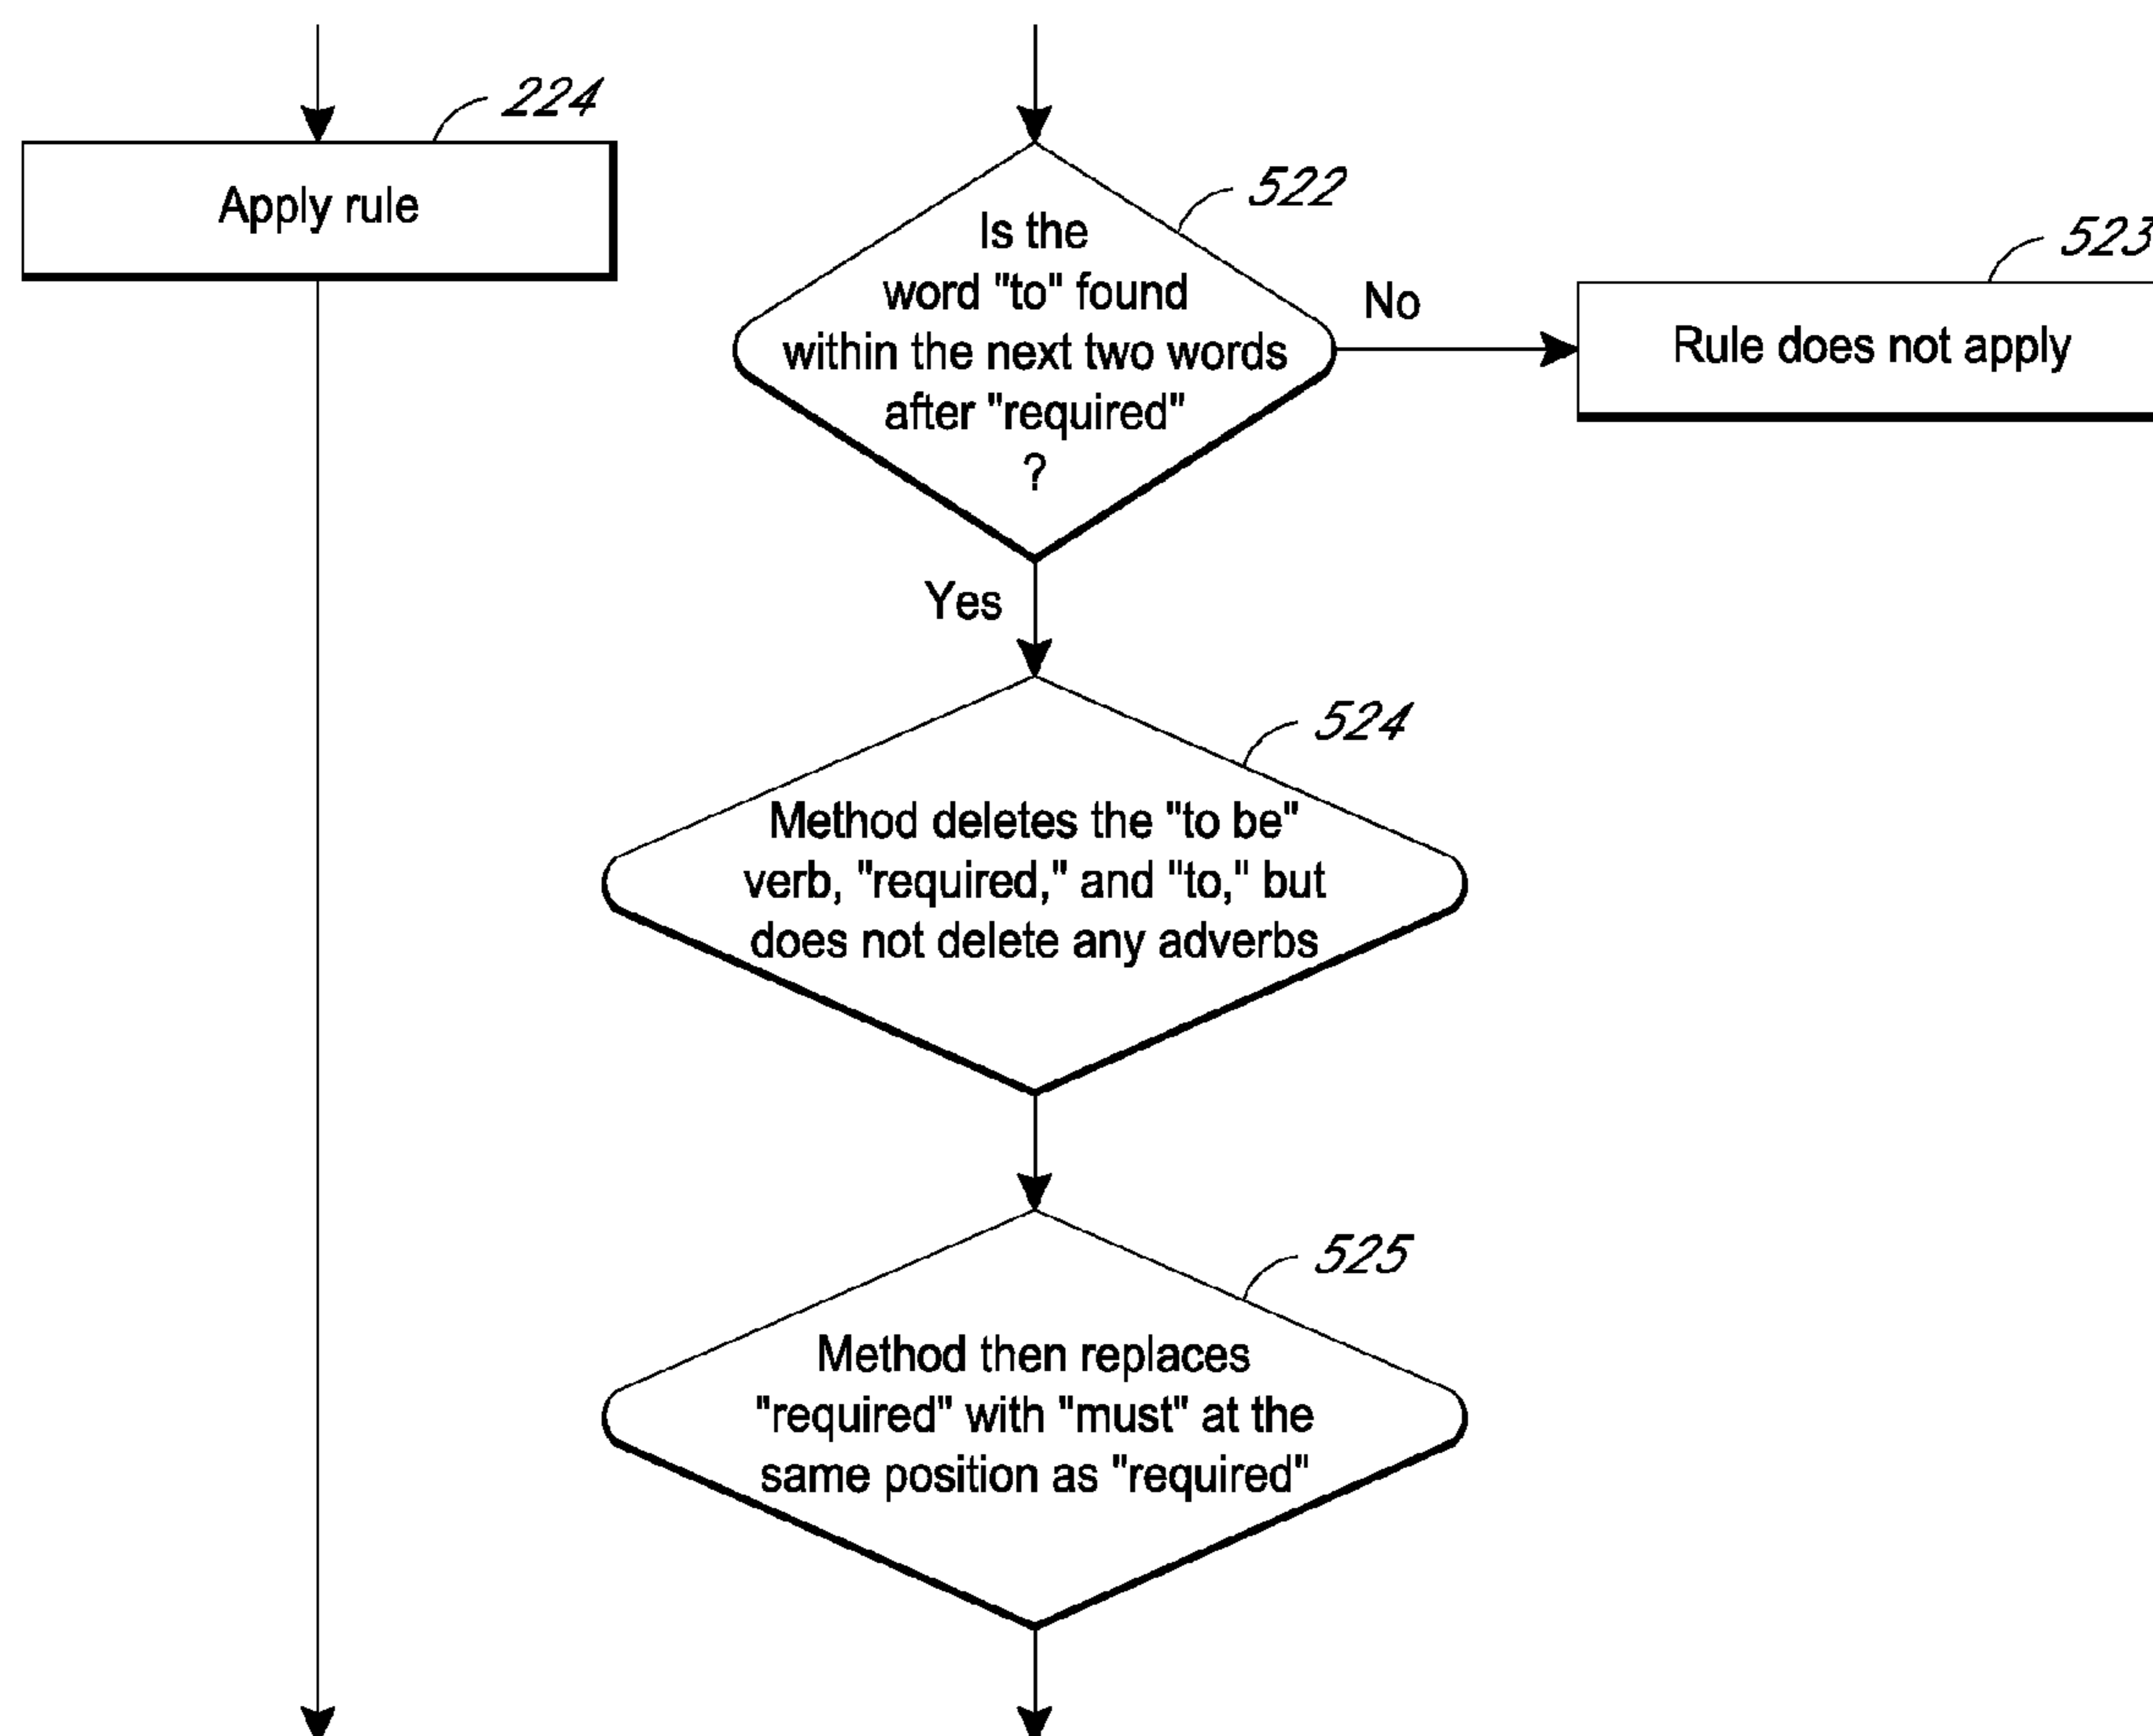 224
Apply rule
522
Is the
word "to" found
within the next two words
after "required"
?
No
523
Rule does not apply
Yes
524
Method deletes the "to be"
verb, "required," and "to," but
does not delete any adverbs
525
Method then replaces
"required" with "must" at the
same position as "required"